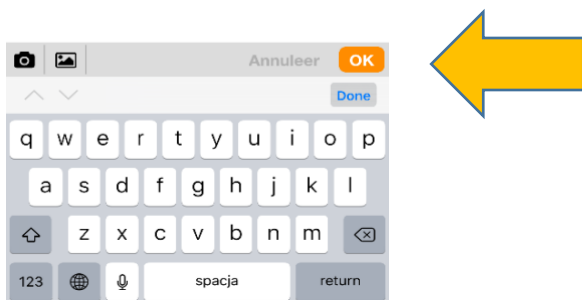 Annuleer OK
Done
q w e r t y u i o p
a s d f g h j k l
z x c v b n m
123 spacja return